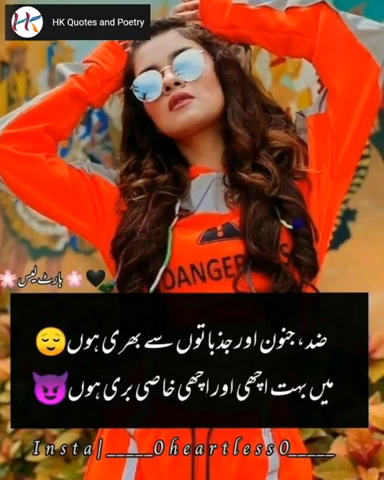 HK Quotes and Poetry
DANGER
🌸 ہارٹ لیس 🌸 🖤
ضد، جنون اور جذباتوں سے بھری ہوں 😌
میں بہت اچھی اور اچھی خاصی بری ہوں 😈
Insta|_____0heartless0_____